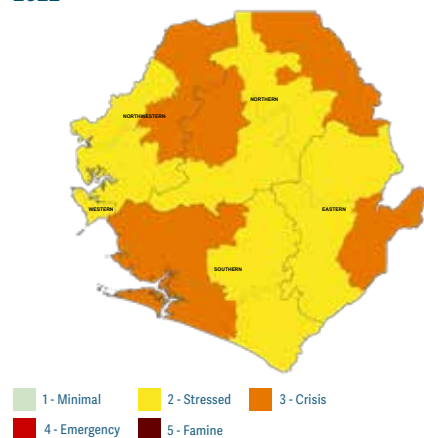 NORTHERN
NORTHWESTERN
WESTERN
EASTERN
SOUTHERN
1 - Minimal
2 - Stressed
3 - Crisis
4 - Emergency
5 - Famine